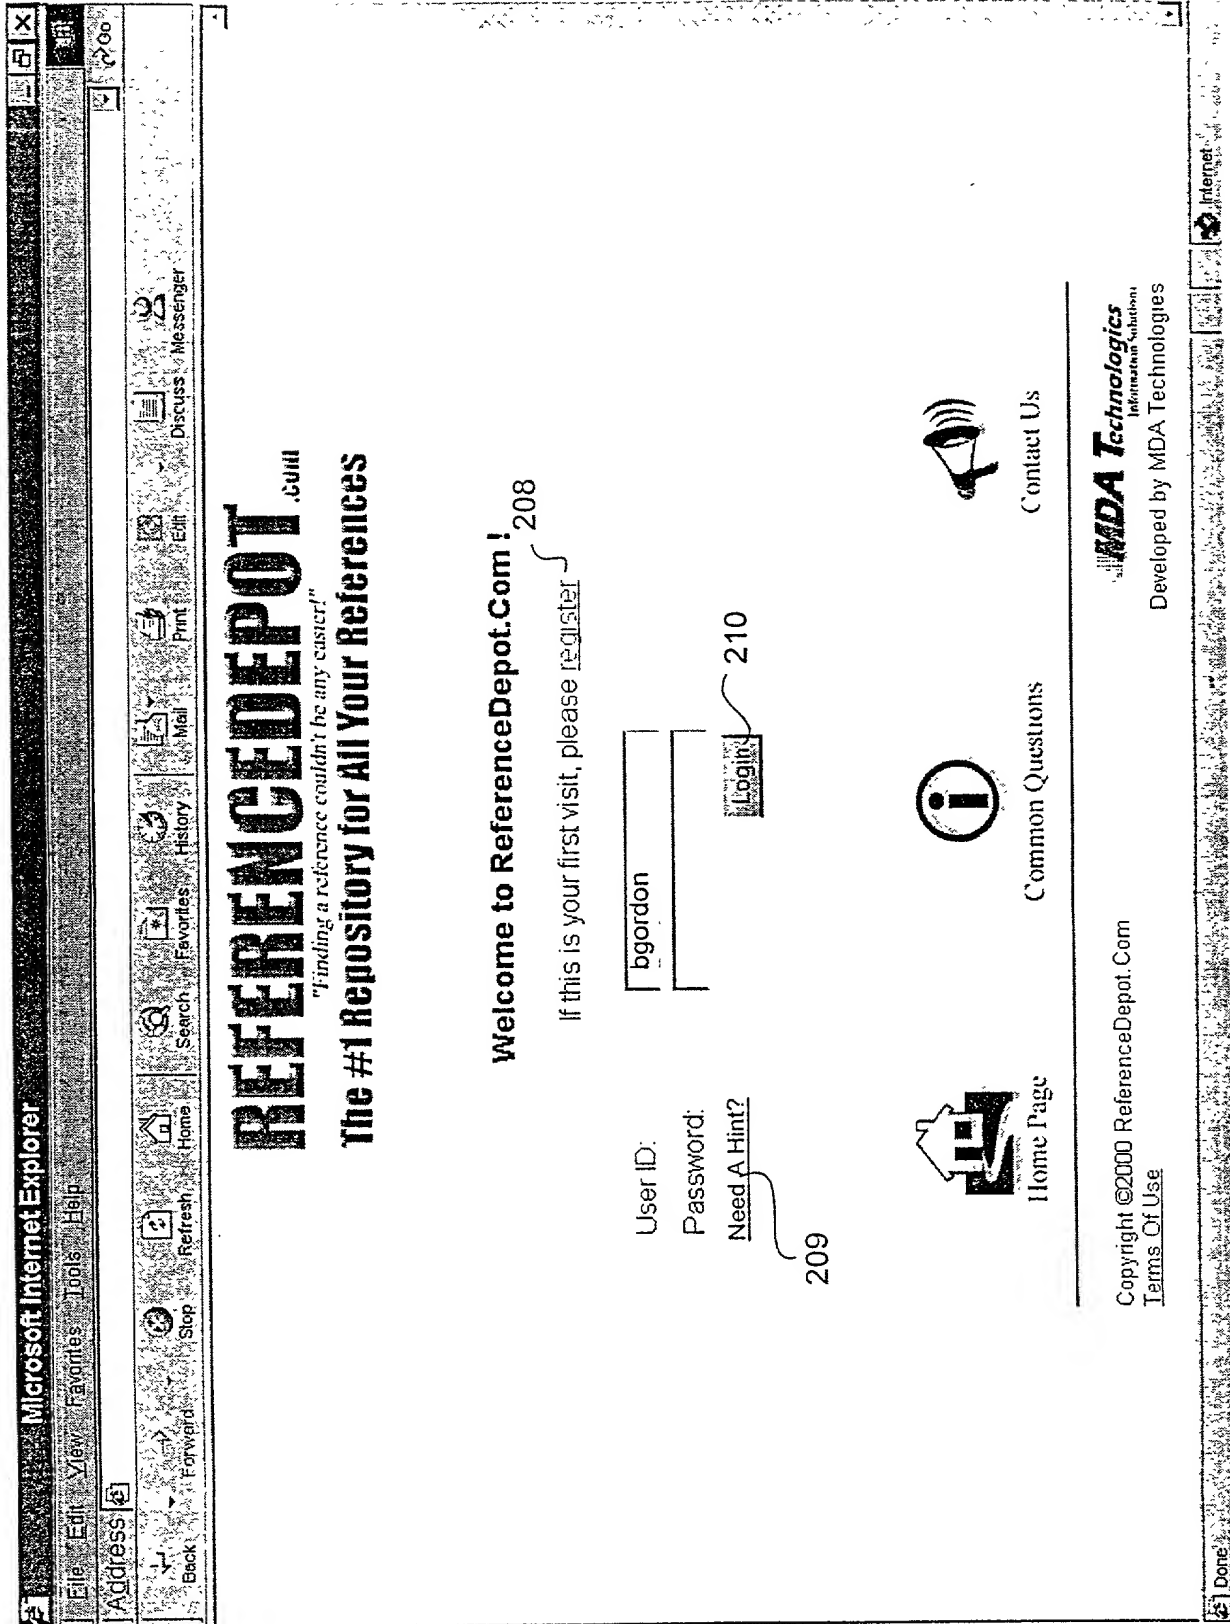 Microsoft Internet Explorer
File Edit View Favorites Tools Help
Address Go
Back Forward Stop Refresh Home Search Favorites History Mail Print Edit Discuss Messenger
REFERENCEDEPOT.com
"Finding a reference couldn't be any easier!"
The #1 Repository for All Your References
Welcome to ReferenceDepot.Com!
If this is your first visit, please register 208
User ID: bgordon
Password:
Need A Hint? Login 210
209
Home Page Common Questions Contact Us
Copyright ©2000 ReferenceDepot.Com
Terms Of Use
MDA Technologies
Information Solutions
Developed by MDA Technologies
Done Internet